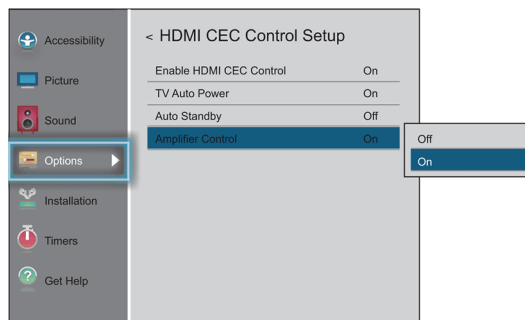 Accessibility
Picture
Sound
Options
Installation
Timers
Get Help
< HDMI CEC Control Setup
Enable HDMI CEC Control On
TV Auto Power On
Auto Standby Off
Amplifier Control On
Off
On